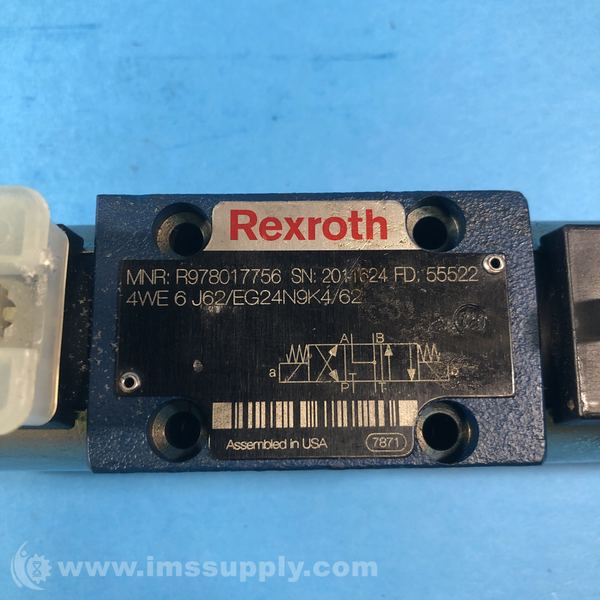 Rexroth
MNR: R978017756 SN: 2011624 FD: 55522
4WE 6 J62/EG24N9K4/62
A B
a b
P T
Assembled in USA 7871
www.imssupply.com